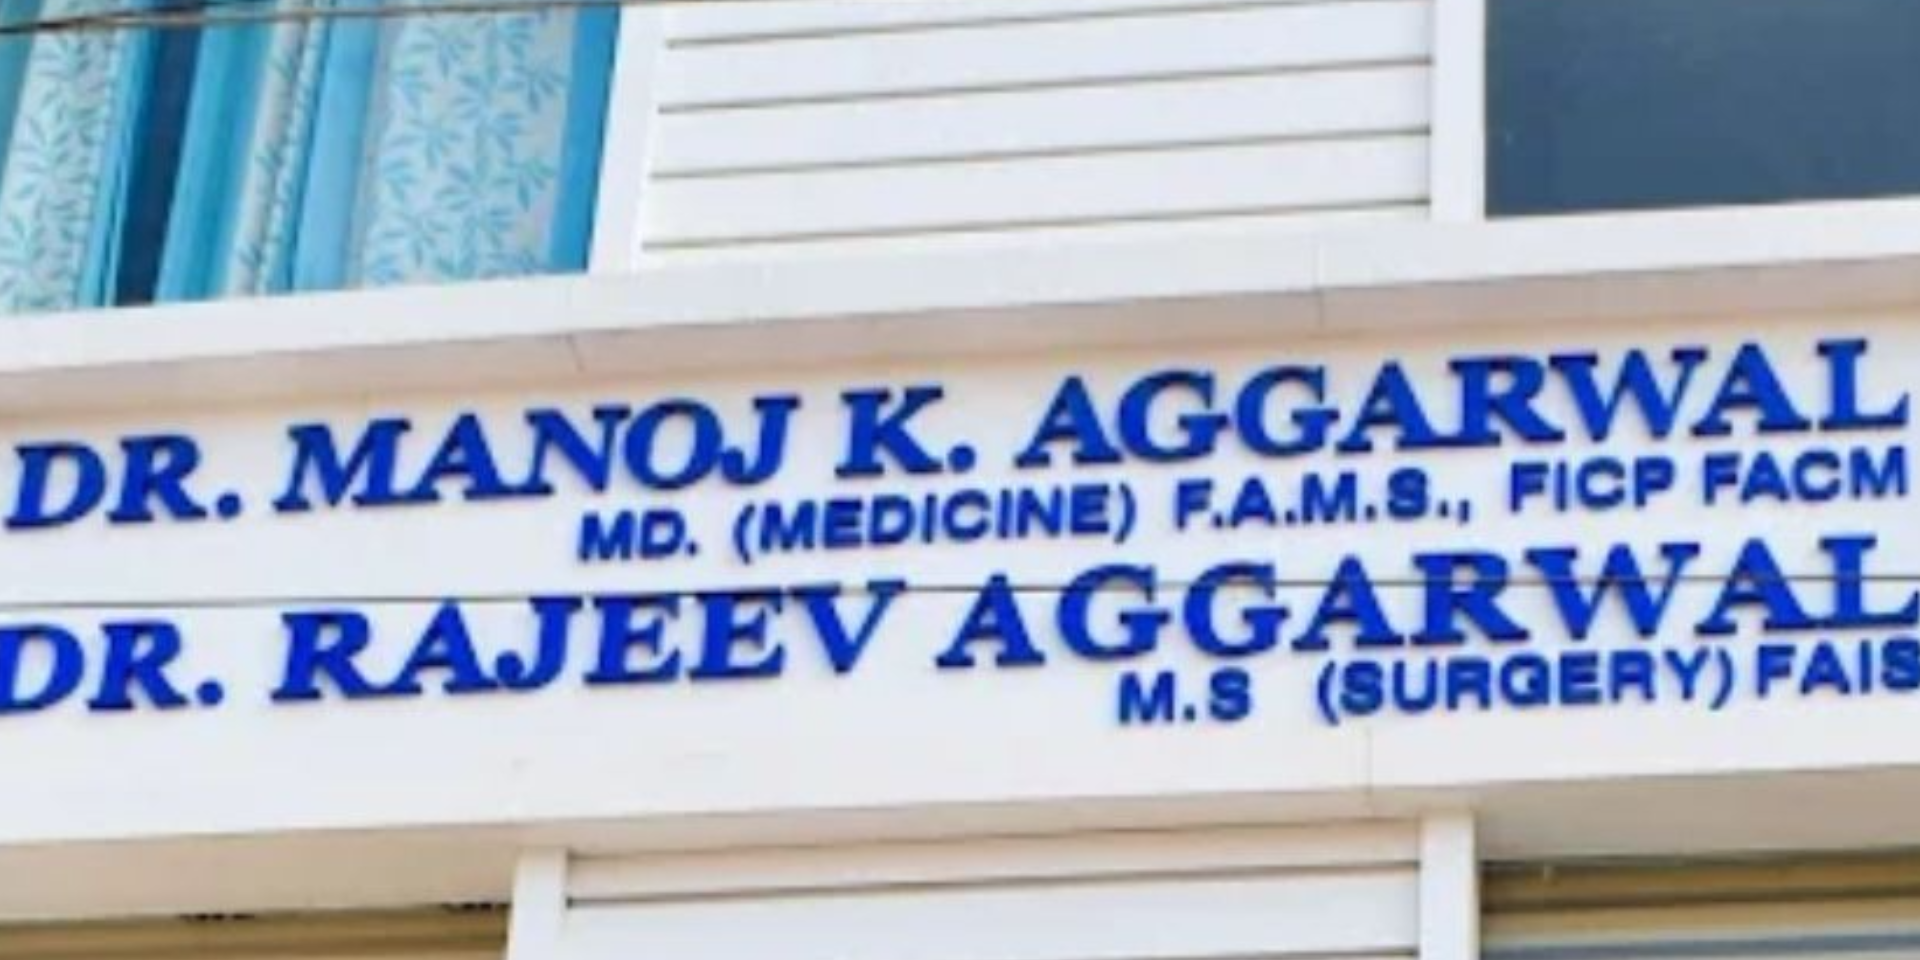 DR. MANOJ K. AGGARWAL
MD. (MEDICINE) F.A.M.S., FICP FACM
DR. RAJEEV AGGARWAL
M.S (SURGERY) FAIS